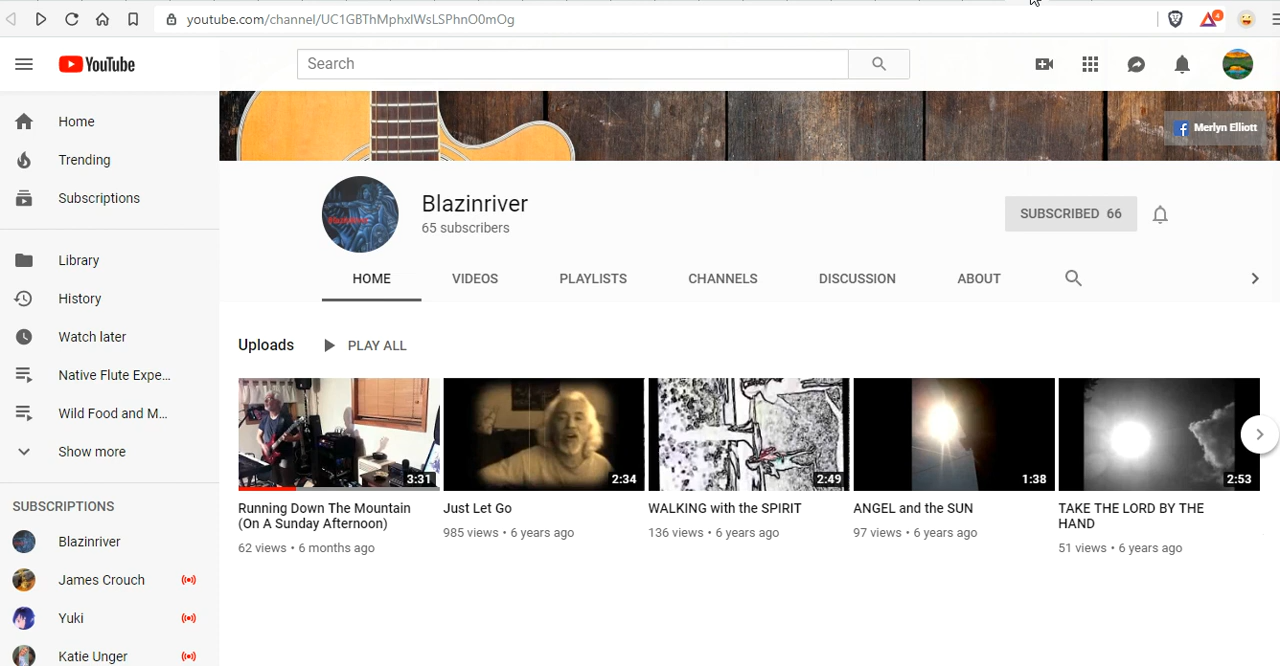 youtube.com/channel/UC1GBThMphxlWsLSPhnO0mOg
4
YouTube
Search
Home
Trending
Subscriptions
Library
History
Watch later
Native Flute Expe...
Wild Food and M...
Show more
SUBSCRIPTIONS
Blazinriver
James Crouch
Yuki
Katie Unger
Merlyn Elliott
Blazinriver
65 subscribers
SUBSCRIBED 66
HOME VIDEOS PLAYLISTS CHANNELS DISCUSSION ABOUT
Uploads PLAY ALL
3:31
Running Down The Mountain
(On A Sunday Afternoon)
62 views • 6 months ago
2:34
Just Let Go
985 views • 6 years ago
2:49
WALKING with the SPIRIT
136 views • 6 years ago
1:38
ANGEL and the SUN
97 views • 6 years ago
2:53
TAKE THE LORD BY THE
HAND
51 views • 6 years ago